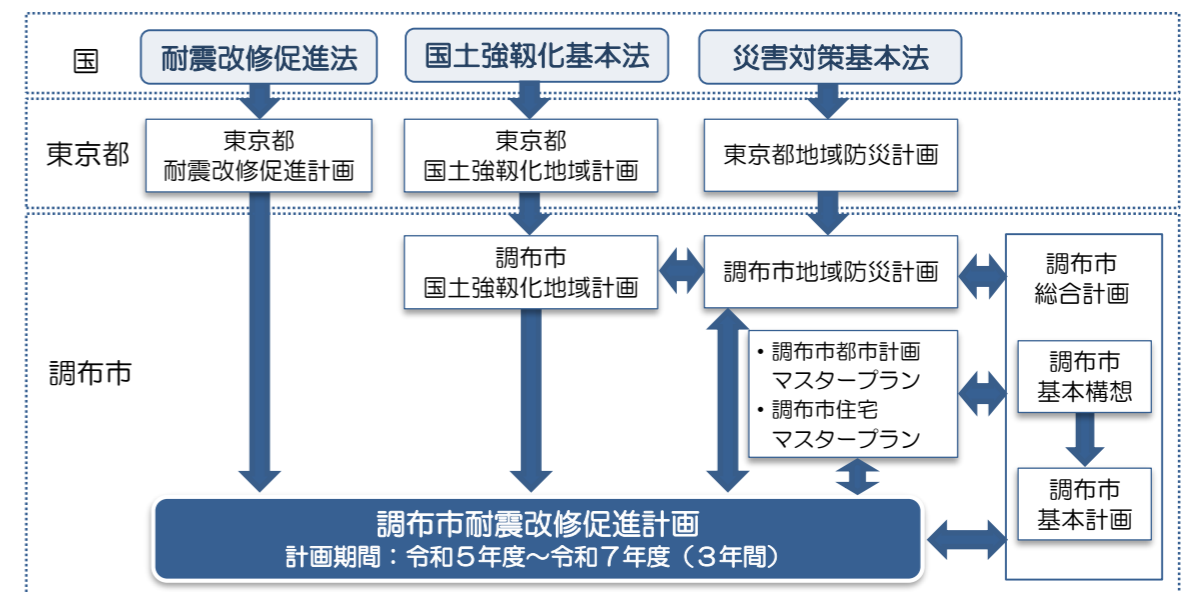 国
耐震改修促進法
国土強靱化基本法
災害対策基本法
東京都
東京都
耐震改修促進計画
東京都
国土強靱化地域計画
東京都地域防災計画
調布市
調布市
国土強靱化地域計画
調布市地域防災計画
調布市
総合計画
・調布市都市計画
マスタープラン
・調布市住宅
マスタープラン
調布市
基本構想
調布市
基本計画
調布市耐震改修促進計画
計画期間：令和５年度～令和７年度（３年間）